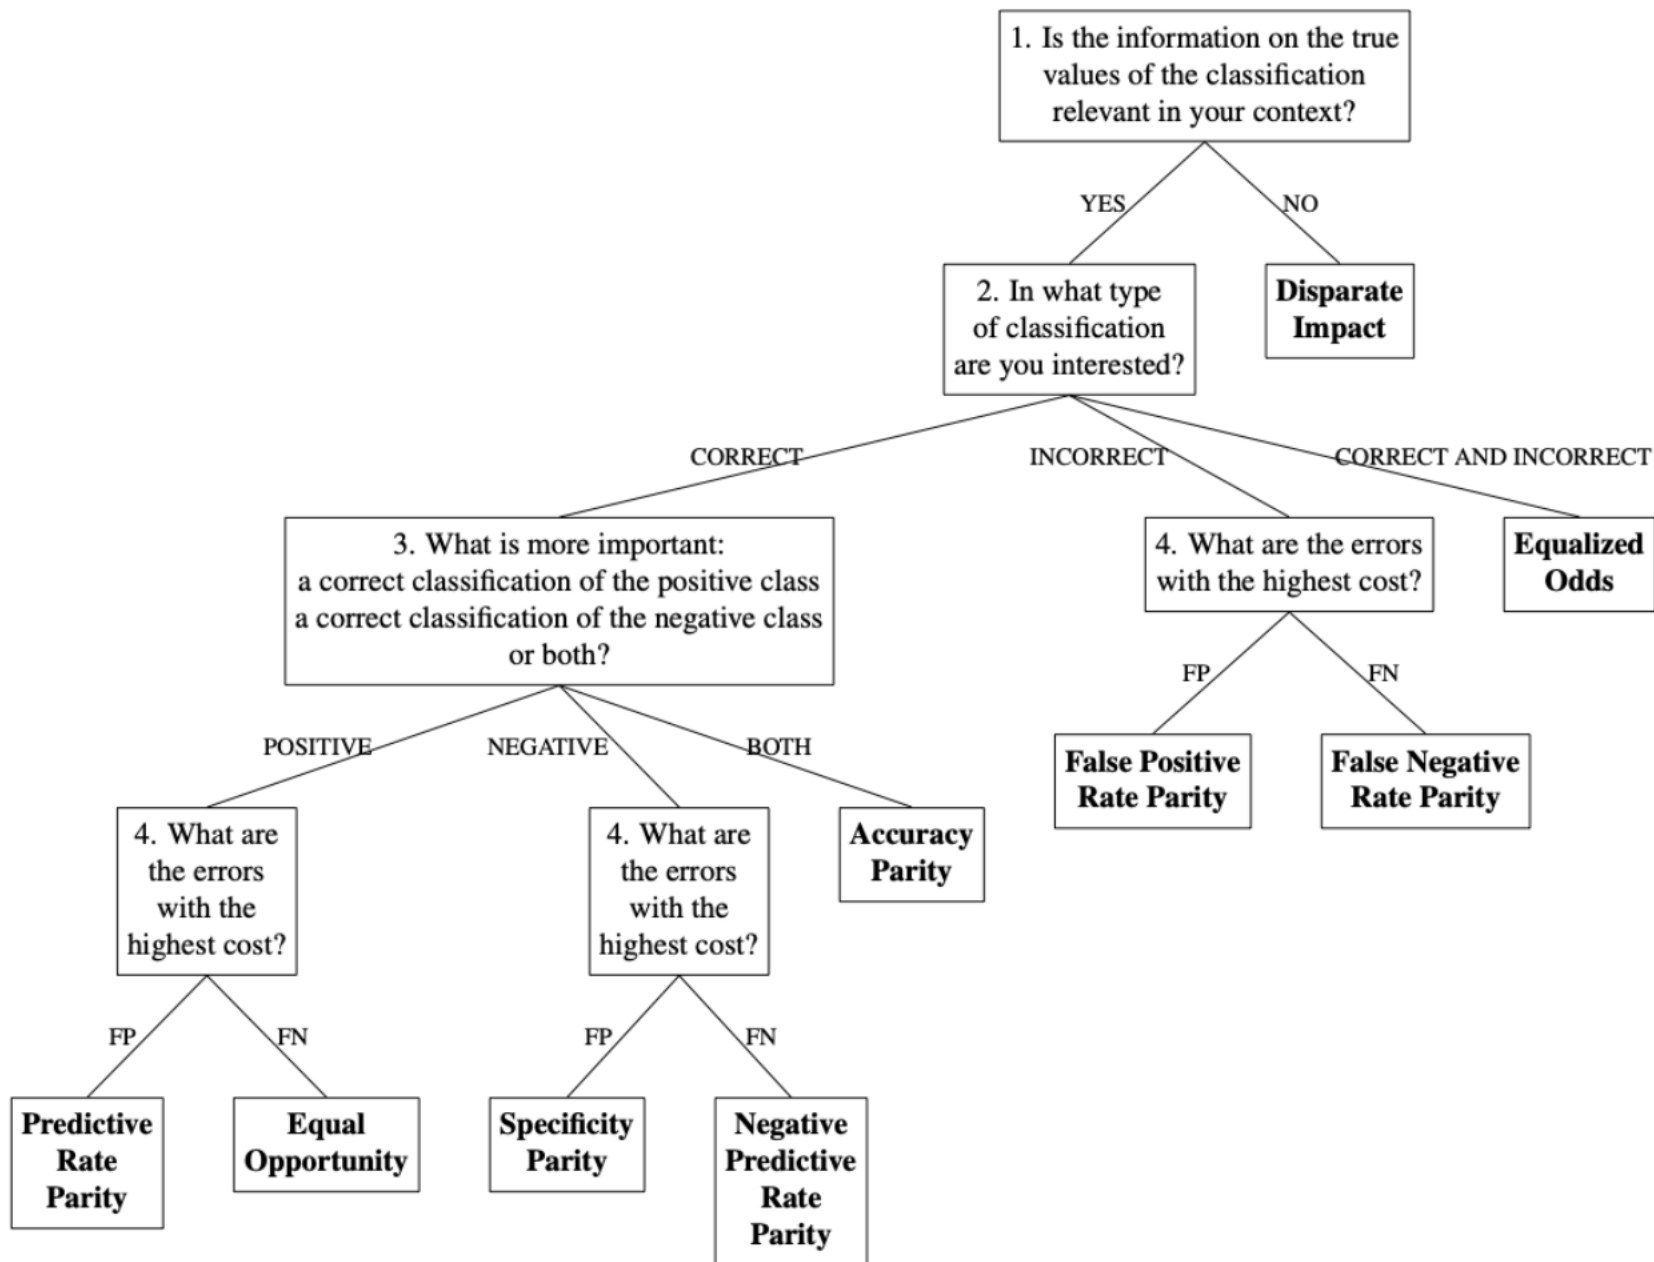 1. Is the information on the true
values of the classification
relevant in your context?
YES
NO
2. In what type
of classification
are you interested?
Disparate
Impact
CORRECT
INCORRECT
CORRECT AND INCORRECT
3. What is more important:
a correct classification of the positive class
a correct classification of the negative class
or both?
4. What are the errors
with the highest cost?
Equalized
Odds
FP
FN
False Positive
Rate Parity
False Negative
Rate Parity
POSITIVE
NEGATIVE
BOTH
4. What are
the errors
with the
highest cost?
4. What are
the errors
with the
highest cost?
Accuracy
Parity
FP
FN
FP
FN
Predictive
Rate
Parity
Equal
Opportunity
Specificity
Parity
Negative
Predictive
Rate
Parity